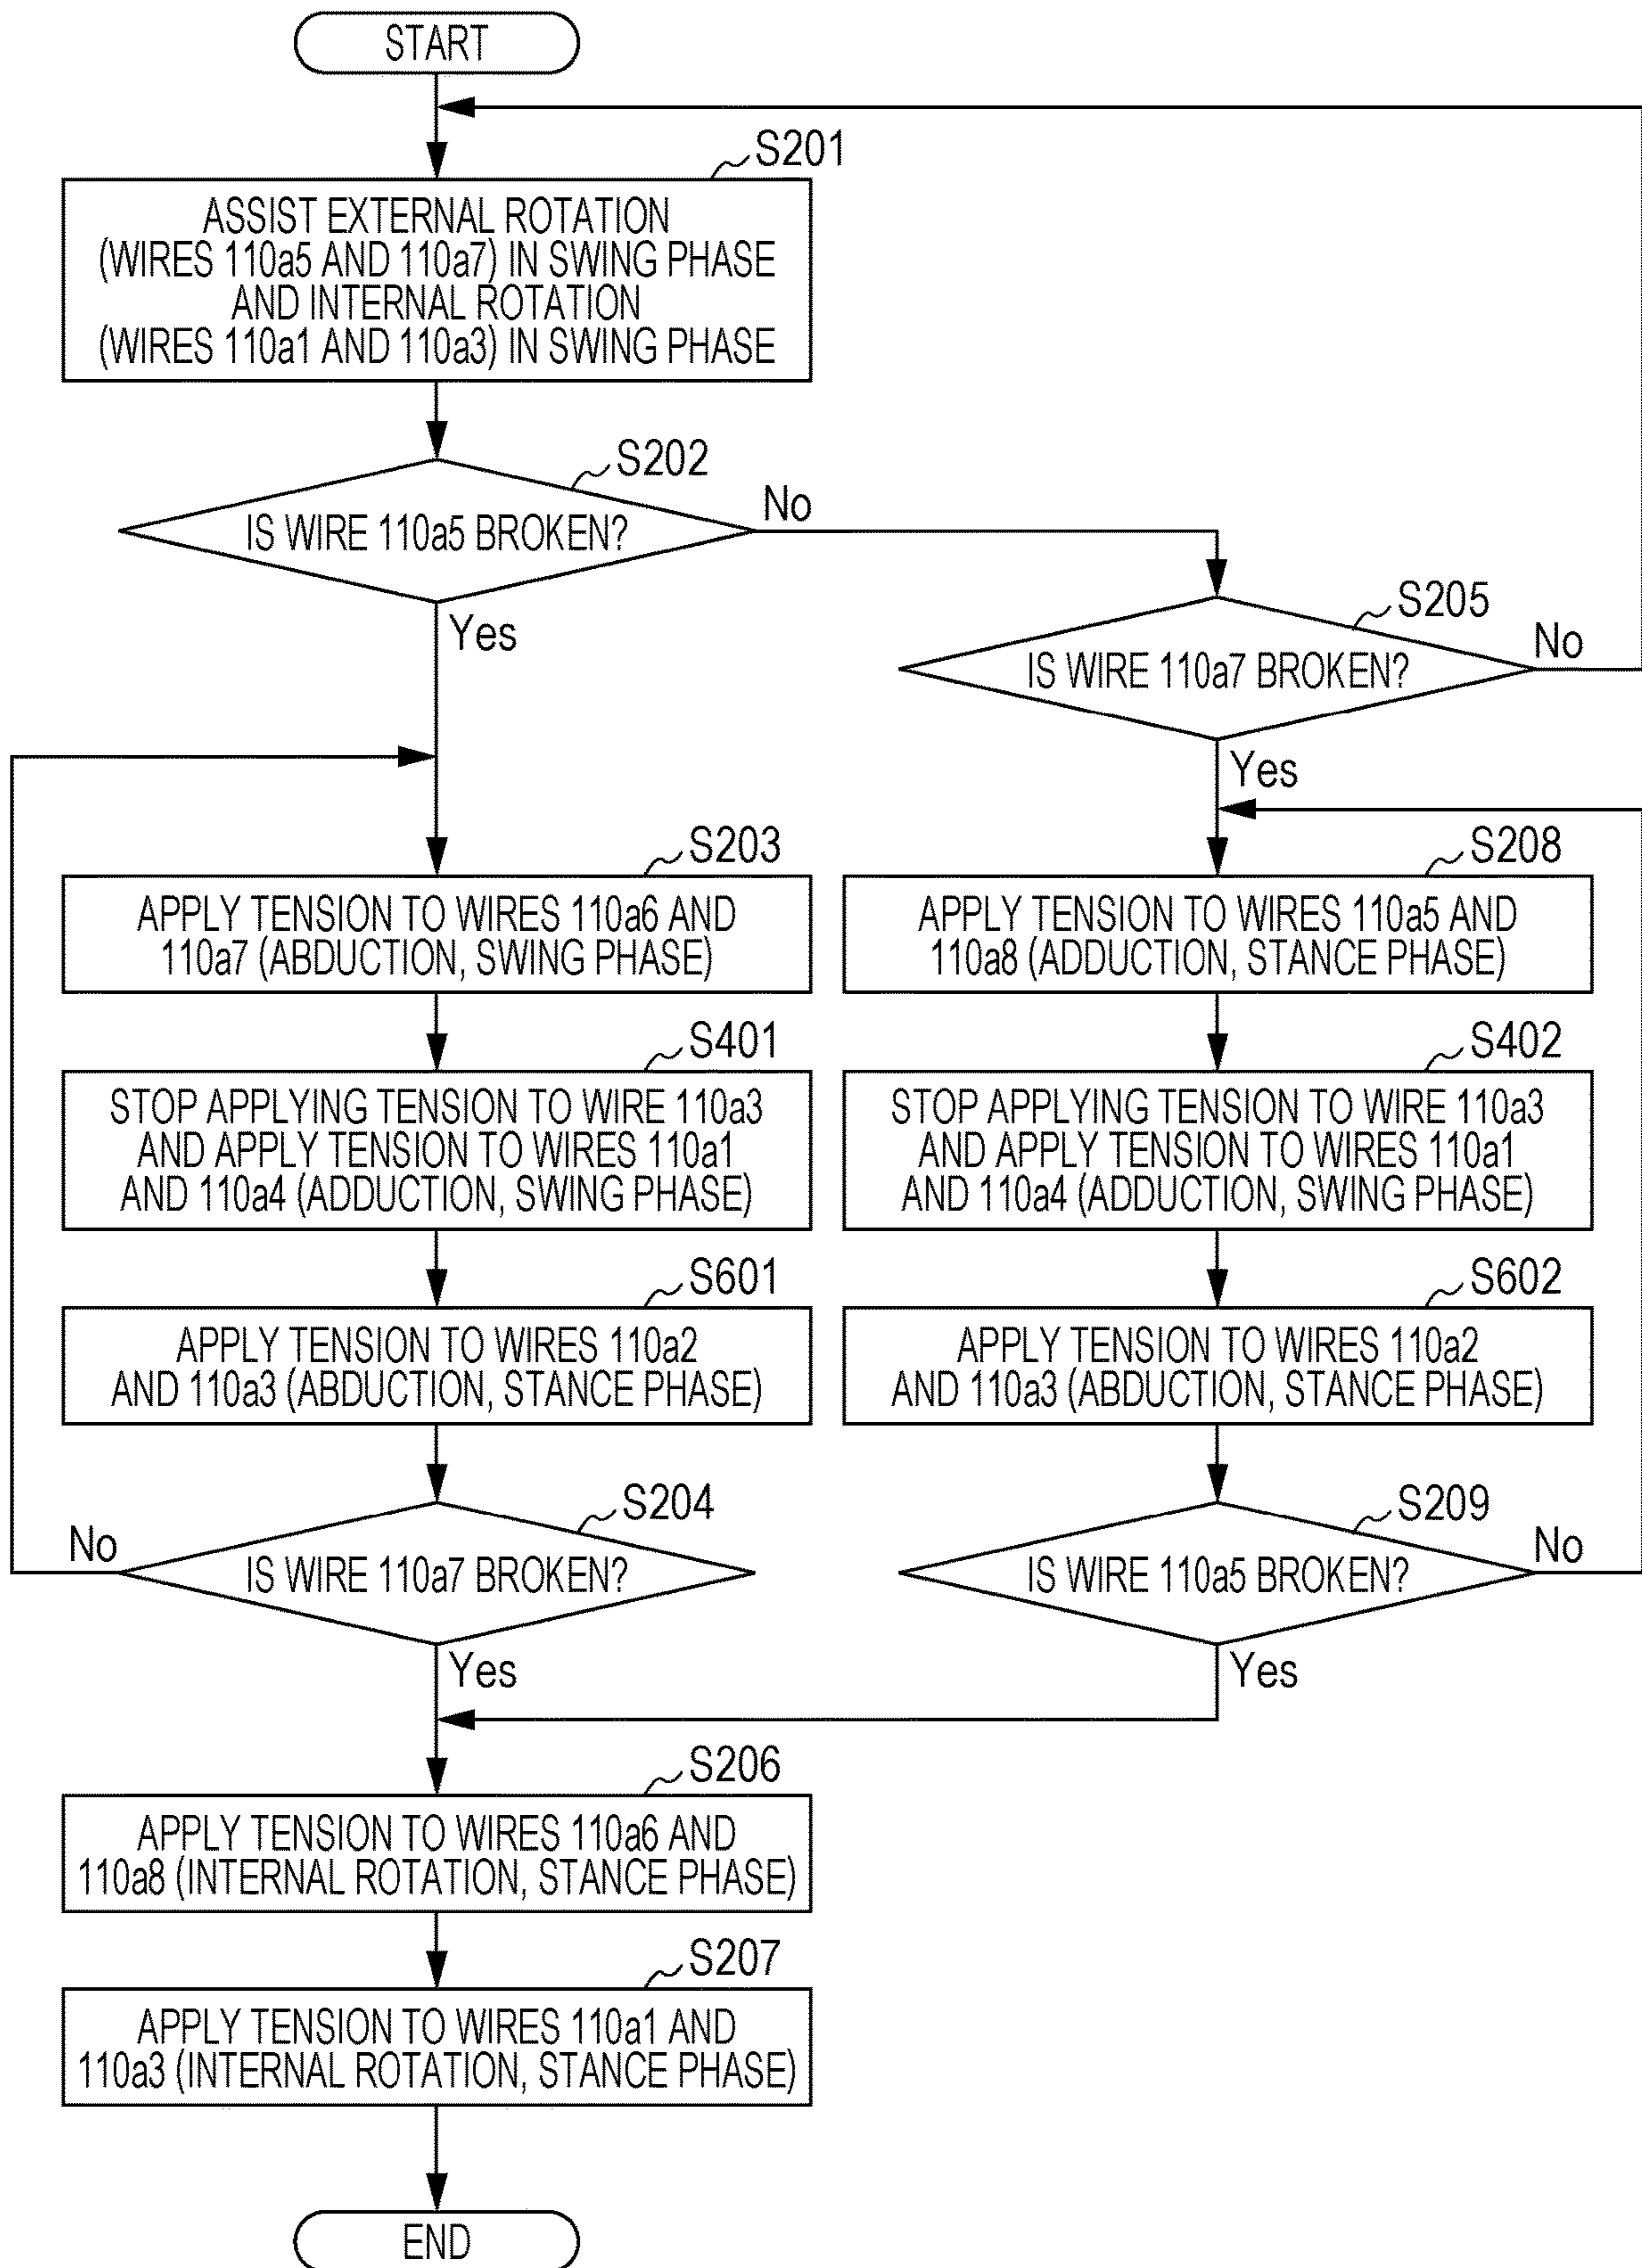 START
S201
ASSIST EXTERNAL ROTATION
(WIRES 110a5 AND 110a7) IN SWING PHASE
AND INTERNAL ROTATION
(WIRES 110a1 AND 110a3) IN SWING PHASE
S202
IS WIRE 110a5 BROKEN?
No
Yes
S205
IS WIRE 110a7 BROKEN?
No
Yes
S203
APPLY TENSION TO WIRES 110a6 AND
110a7 (ABDUCTION, SWING PHASE)
S208
APPLY TENSION TO WIRES 110a5 AND
110a8 (ADDUCTION, STANCE PHASE)
S401
STOP APPLYING TENSION TO WIRE 110a3
AND APPLY TENSION TO WIRES 110a1
AND 110a4 (ADDUCTION, SWING PHASE)
S402
STOP APPLYING TENSION TO WIRE 110a3
AND APPLY TENSION TO WIRES 110a1
AND 110a4 (ADDUCTION, SWING PHASE)
S601
APPLY TENSION TO WIRES 110a2
AND 110a3 (ABDUCTION, STANCE PHASE)
S602
APPLY TENSION TO WIRES 110a2
AND 110a3 (ABDUCTION, STANCE PHASE)
S204
No
IS WIRE 110a7 BROKEN?
Yes
S209
IS WIRE 110a5 BROKEN?
No
Yes
S206
APPLY TENSION TO WIRES 110a6 AND
110a8 (INTERNAL ROTATION, STANCE PHASE)
S207
APPLY TENSION TO WIRES 110a1 AND
110a3 (INTERNAL ROTATION, STANCE PHASE)
END